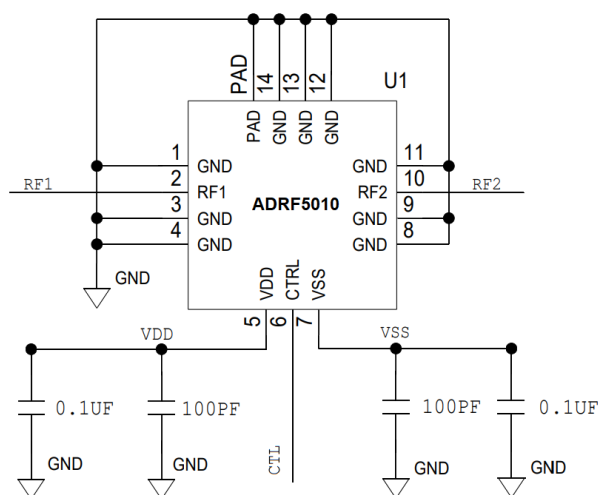 PAD 14 13 12 U1
PAD GND GND GND
1 GND GND 11
RF1 2 RF1 RF2 10 RF2
3 GND ADRF5010 GND 9
4 GND GND 8
GND
VDD CTRL VSS
5 6 7
VDD VSS
0.1UF 100PF 100PF 0.1UF
CTL
GND GND GND GND